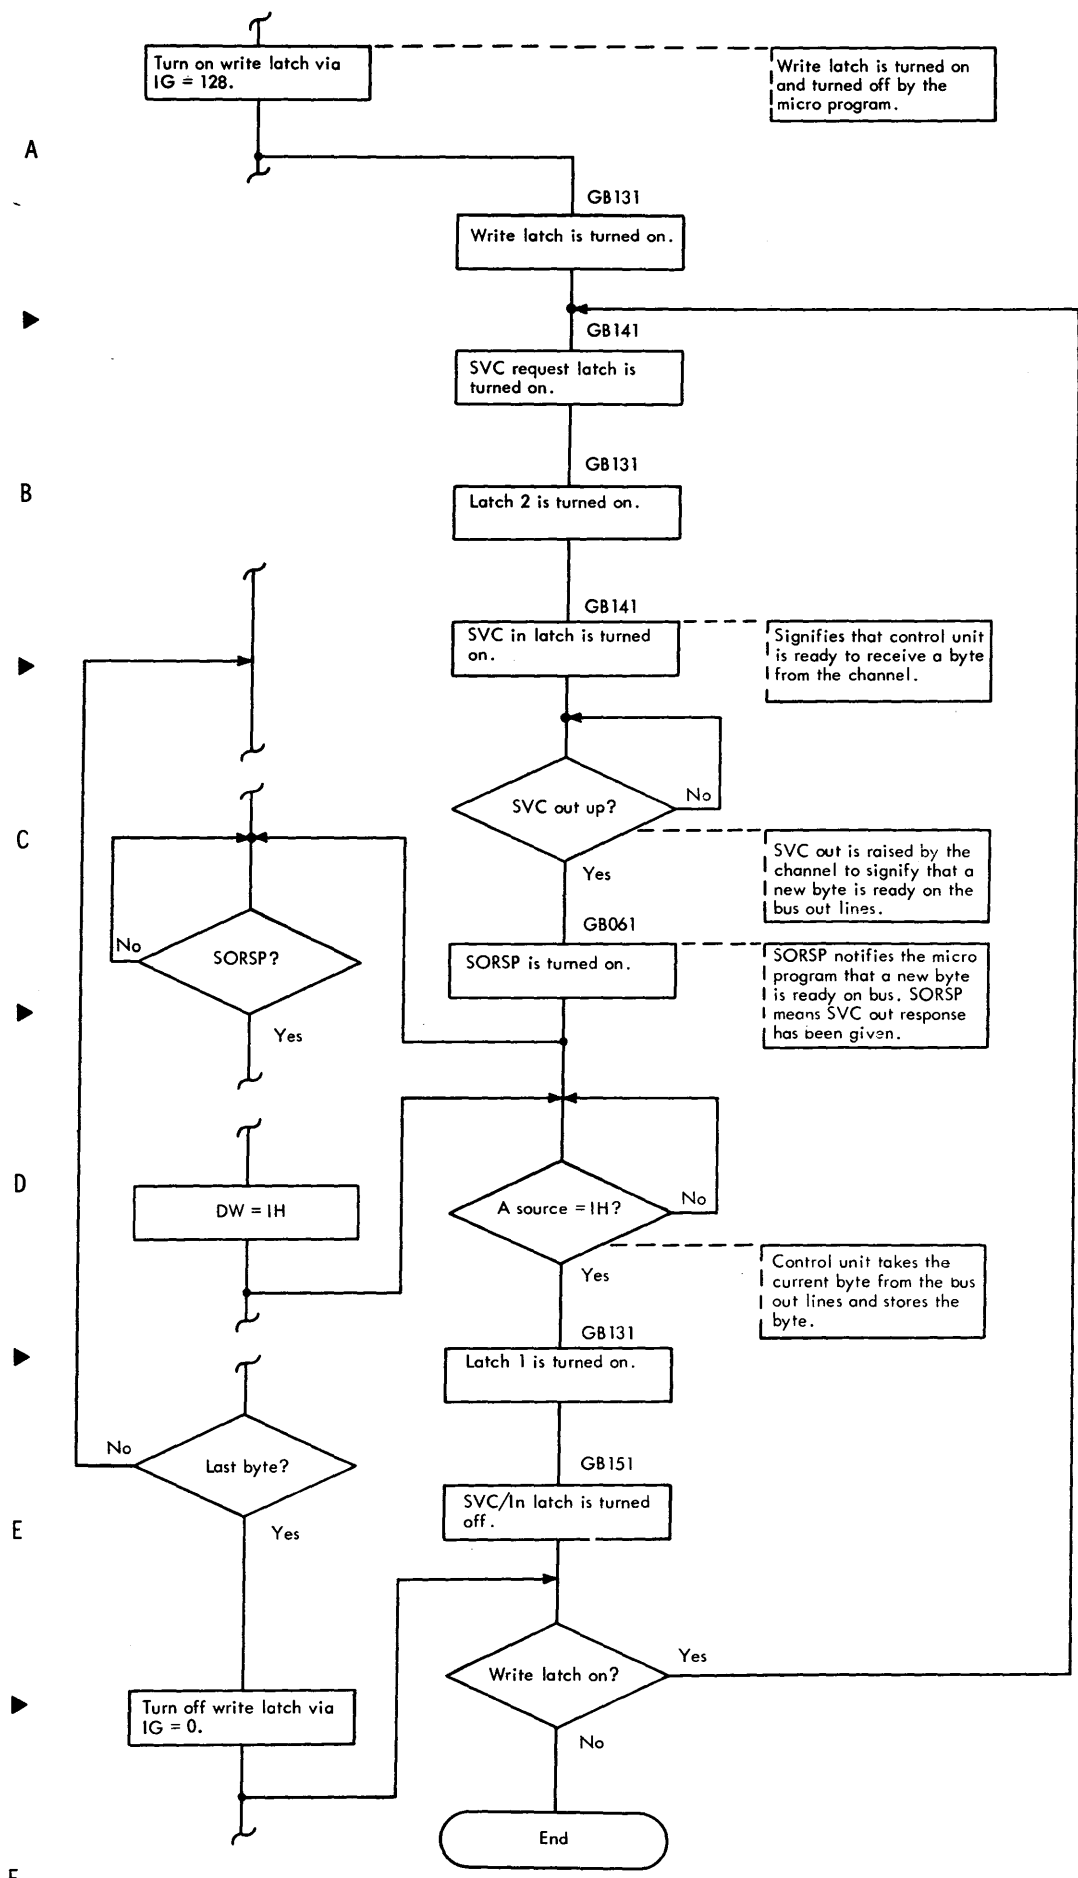 Turn on write latch via
IG = 128.
Write latch is turned on
and turned off by the
micro program.
A
GB131
Write latch is turned on.
GB141
SVC request latch is
turned on.
GB131
B
Latch 2 is turned on.
GB141
SVC in latch is turned
on.
Signifies that control unit
is ready to receive a byte
from the channel.
SVC out up?
No
C
Yes
SVC out is raised by the
channel to signify that a
new byte is ready on the
bus out lines.
GB061
No
SORSP?
SORSP is turned on.
SORSP notifies the micro
program that a new byte
is ready on bus. SORSP
means SVC out response
has been given.
Yes
D
DW = IH
A source = IH?
No
Yes
Control unit takes the
current byte from the bus
out lines and stores the
byte.
GB131
Latch 1 is turned on.
No
Last byte?
GB151
SVC/In latch is turned
off.
E
Yes
Write latch on?
Yes
Turn off write latch via
IG = 0.
No
End